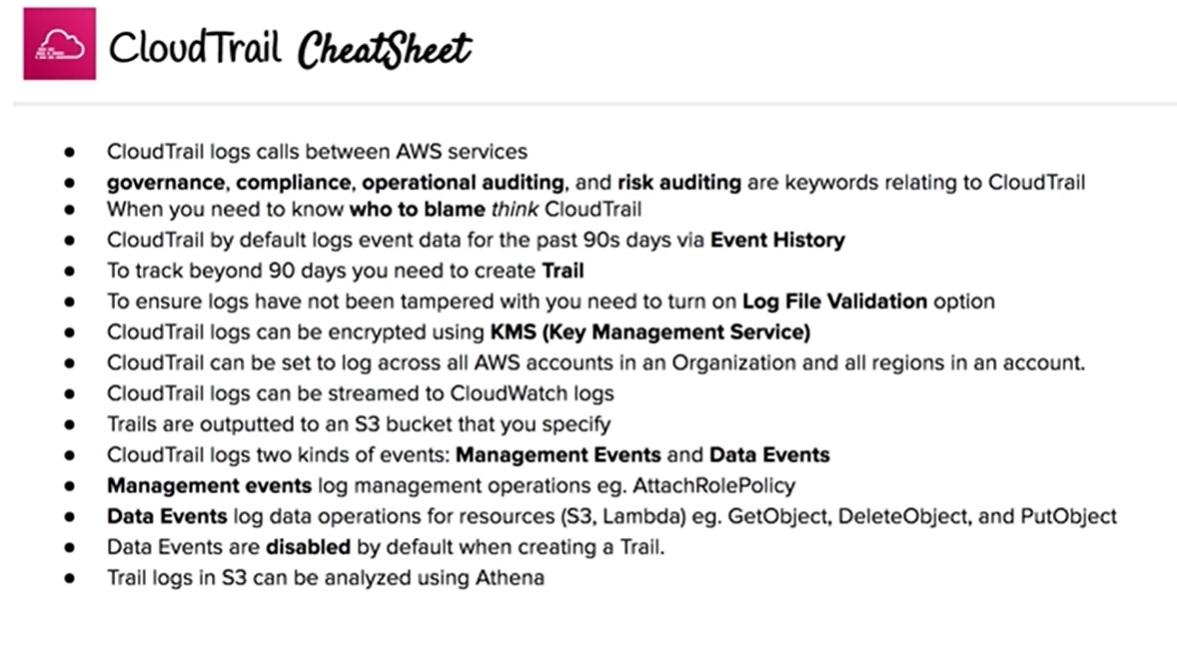 CloudTrail CheatSheet
● CloudTrail logs calls between AWS services
● governance, compliance, operational auditing, and risk auditing are keywords relating to CloudTrail
● When you need to know who to blame think CloudTrail
● CloudTrail by default logs event data for the past 90s days via Event History
● To track beyond 90 days you need to create Trail
● To ensure logs have not been tampered with you need to turn on Log File Validation option
● CloudTrail logs can be encrypted using KMS (Key Management Service)
● CloudTrail can be set to log across all AWS accounts in an Organization and all regions in an account.
● CloudTrail logs can be streamed to CloudWatch logs
● Trails are outputted to an S3 bucket that you specify
● CloudTrail logs two kinds of events: Management Events and Data Events
● Management events log management operations eg. AttachRolePolicy
● Data Events log data operations for resources (S3, Lambda) eg. GetObject, DeleteObject, and PutObject
● Data Events are disabled by default when creating a Trail.
● Trail logs in S3 can be analyzed using Athena